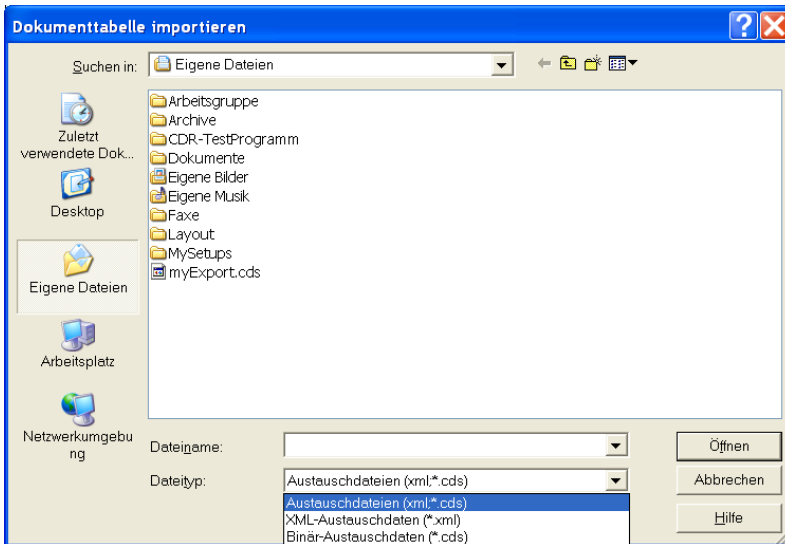 Dokumenttabelle importieren
Suchen in:
Eigene Dateien
Zuletzt
verwendete Dok...
Desktop
Eigene Dateien
Arbeitsplatz
Netzwerkumgebu
ng
Arbeitsgruppe
Archive
CDR-TestProgramm
Dokumente
Eigene Bilder
Eigene Musik
Faxe
Layout
MySetups
myExport.cds
Dateiname:
Öffnen
Dateityp:
Austauschdateien (xml;*.cds)
Abbrechen
Austauschdateien (xml;*.cds)
XML-Austauschdaten (*.xml)
Binär-Austauschdaten (*.cds)
Hilfe